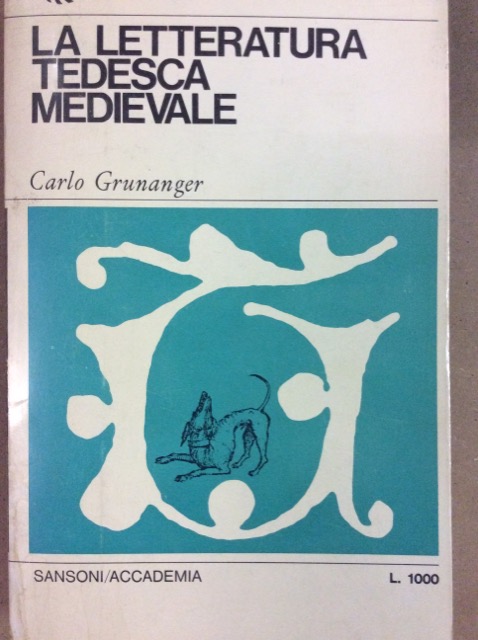 LA LETTERATURA
TEDESCA
MEDIEVALE
Carlo Grunanger
SANSONI/ACCADEMIA
L. 1000